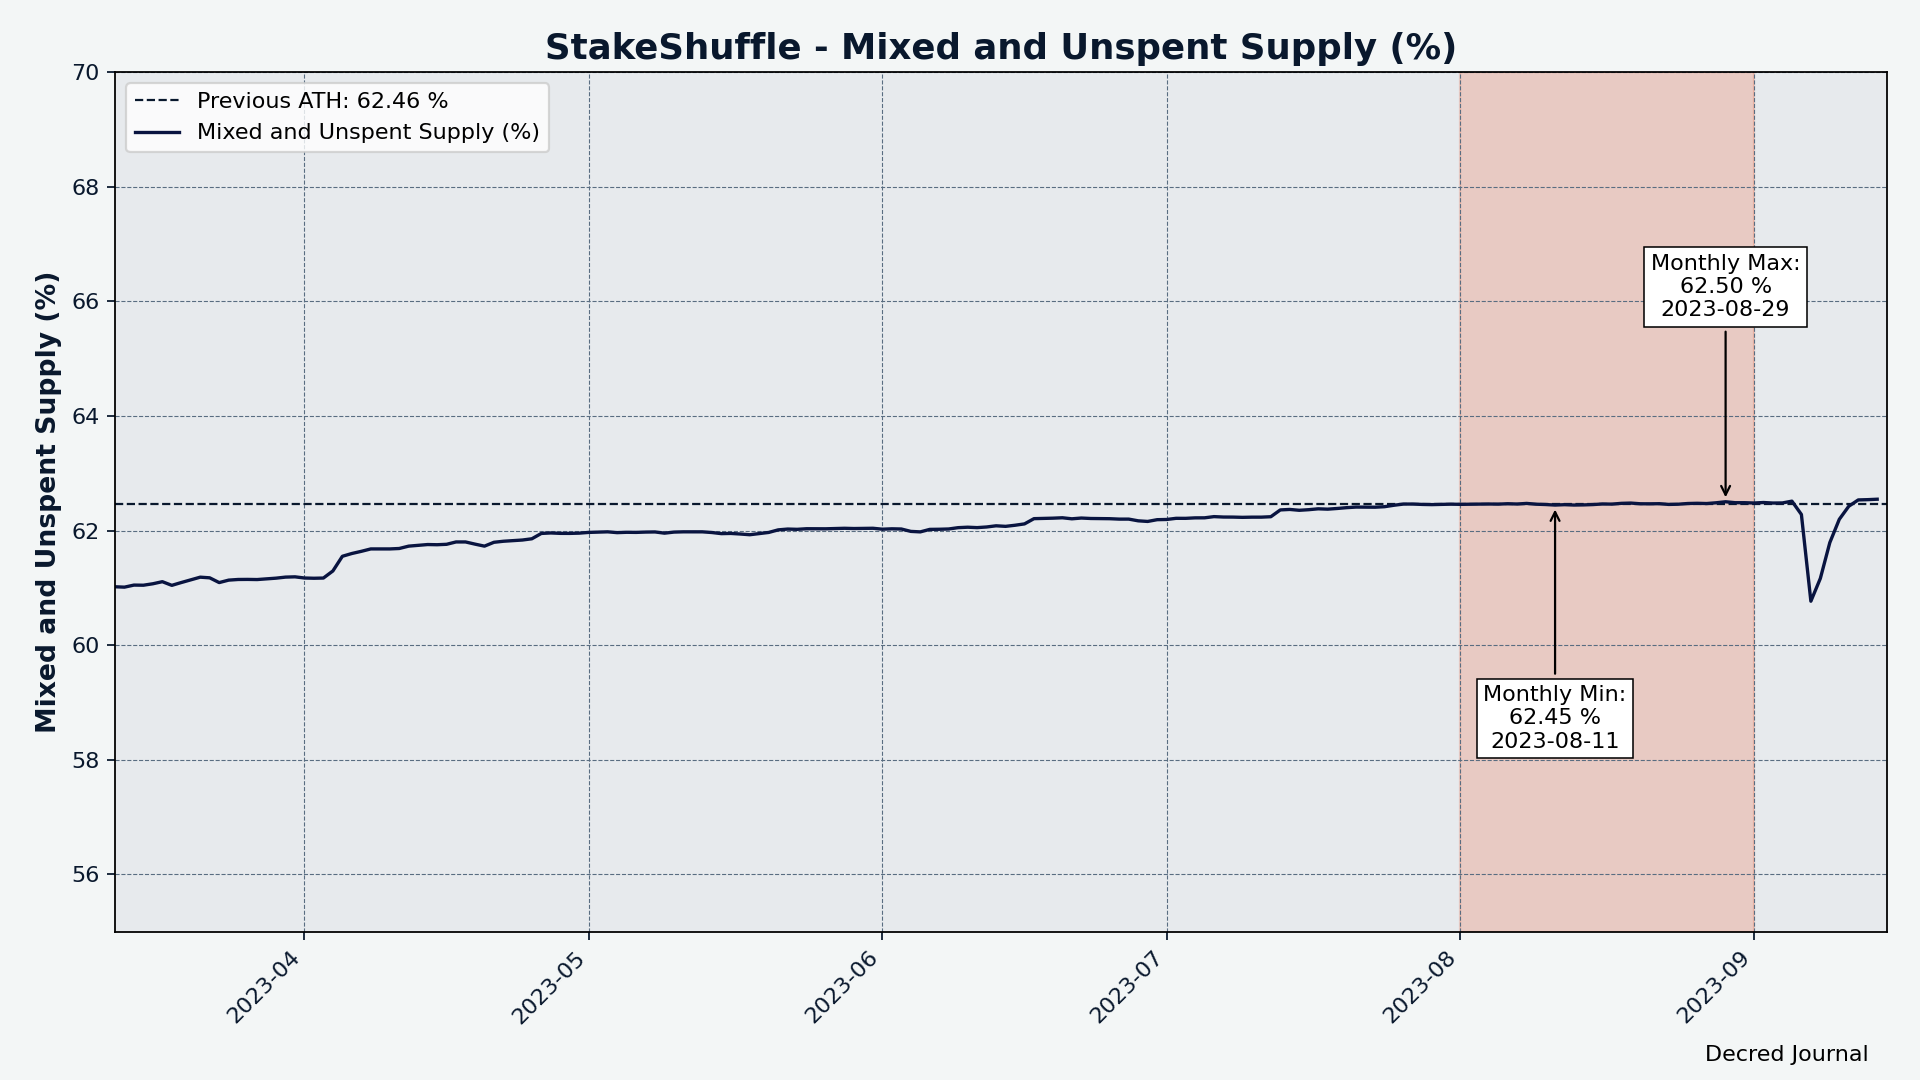 StakeShuffle - Mixed and Unspent Supply (%)
Previous ATH: 62.46 %
Mixed and Unspent Supply (%)
Mixed and Unspent Supply (%)
70
68
66
64
62
60
58
56
Monthly Max:
62.50 %
2023-08-29
Monthly Min:
62.45 %
2023-08-11
2023-04
2023-05
2023-06
2023-07
2023-08
2023-09
Decred Journal